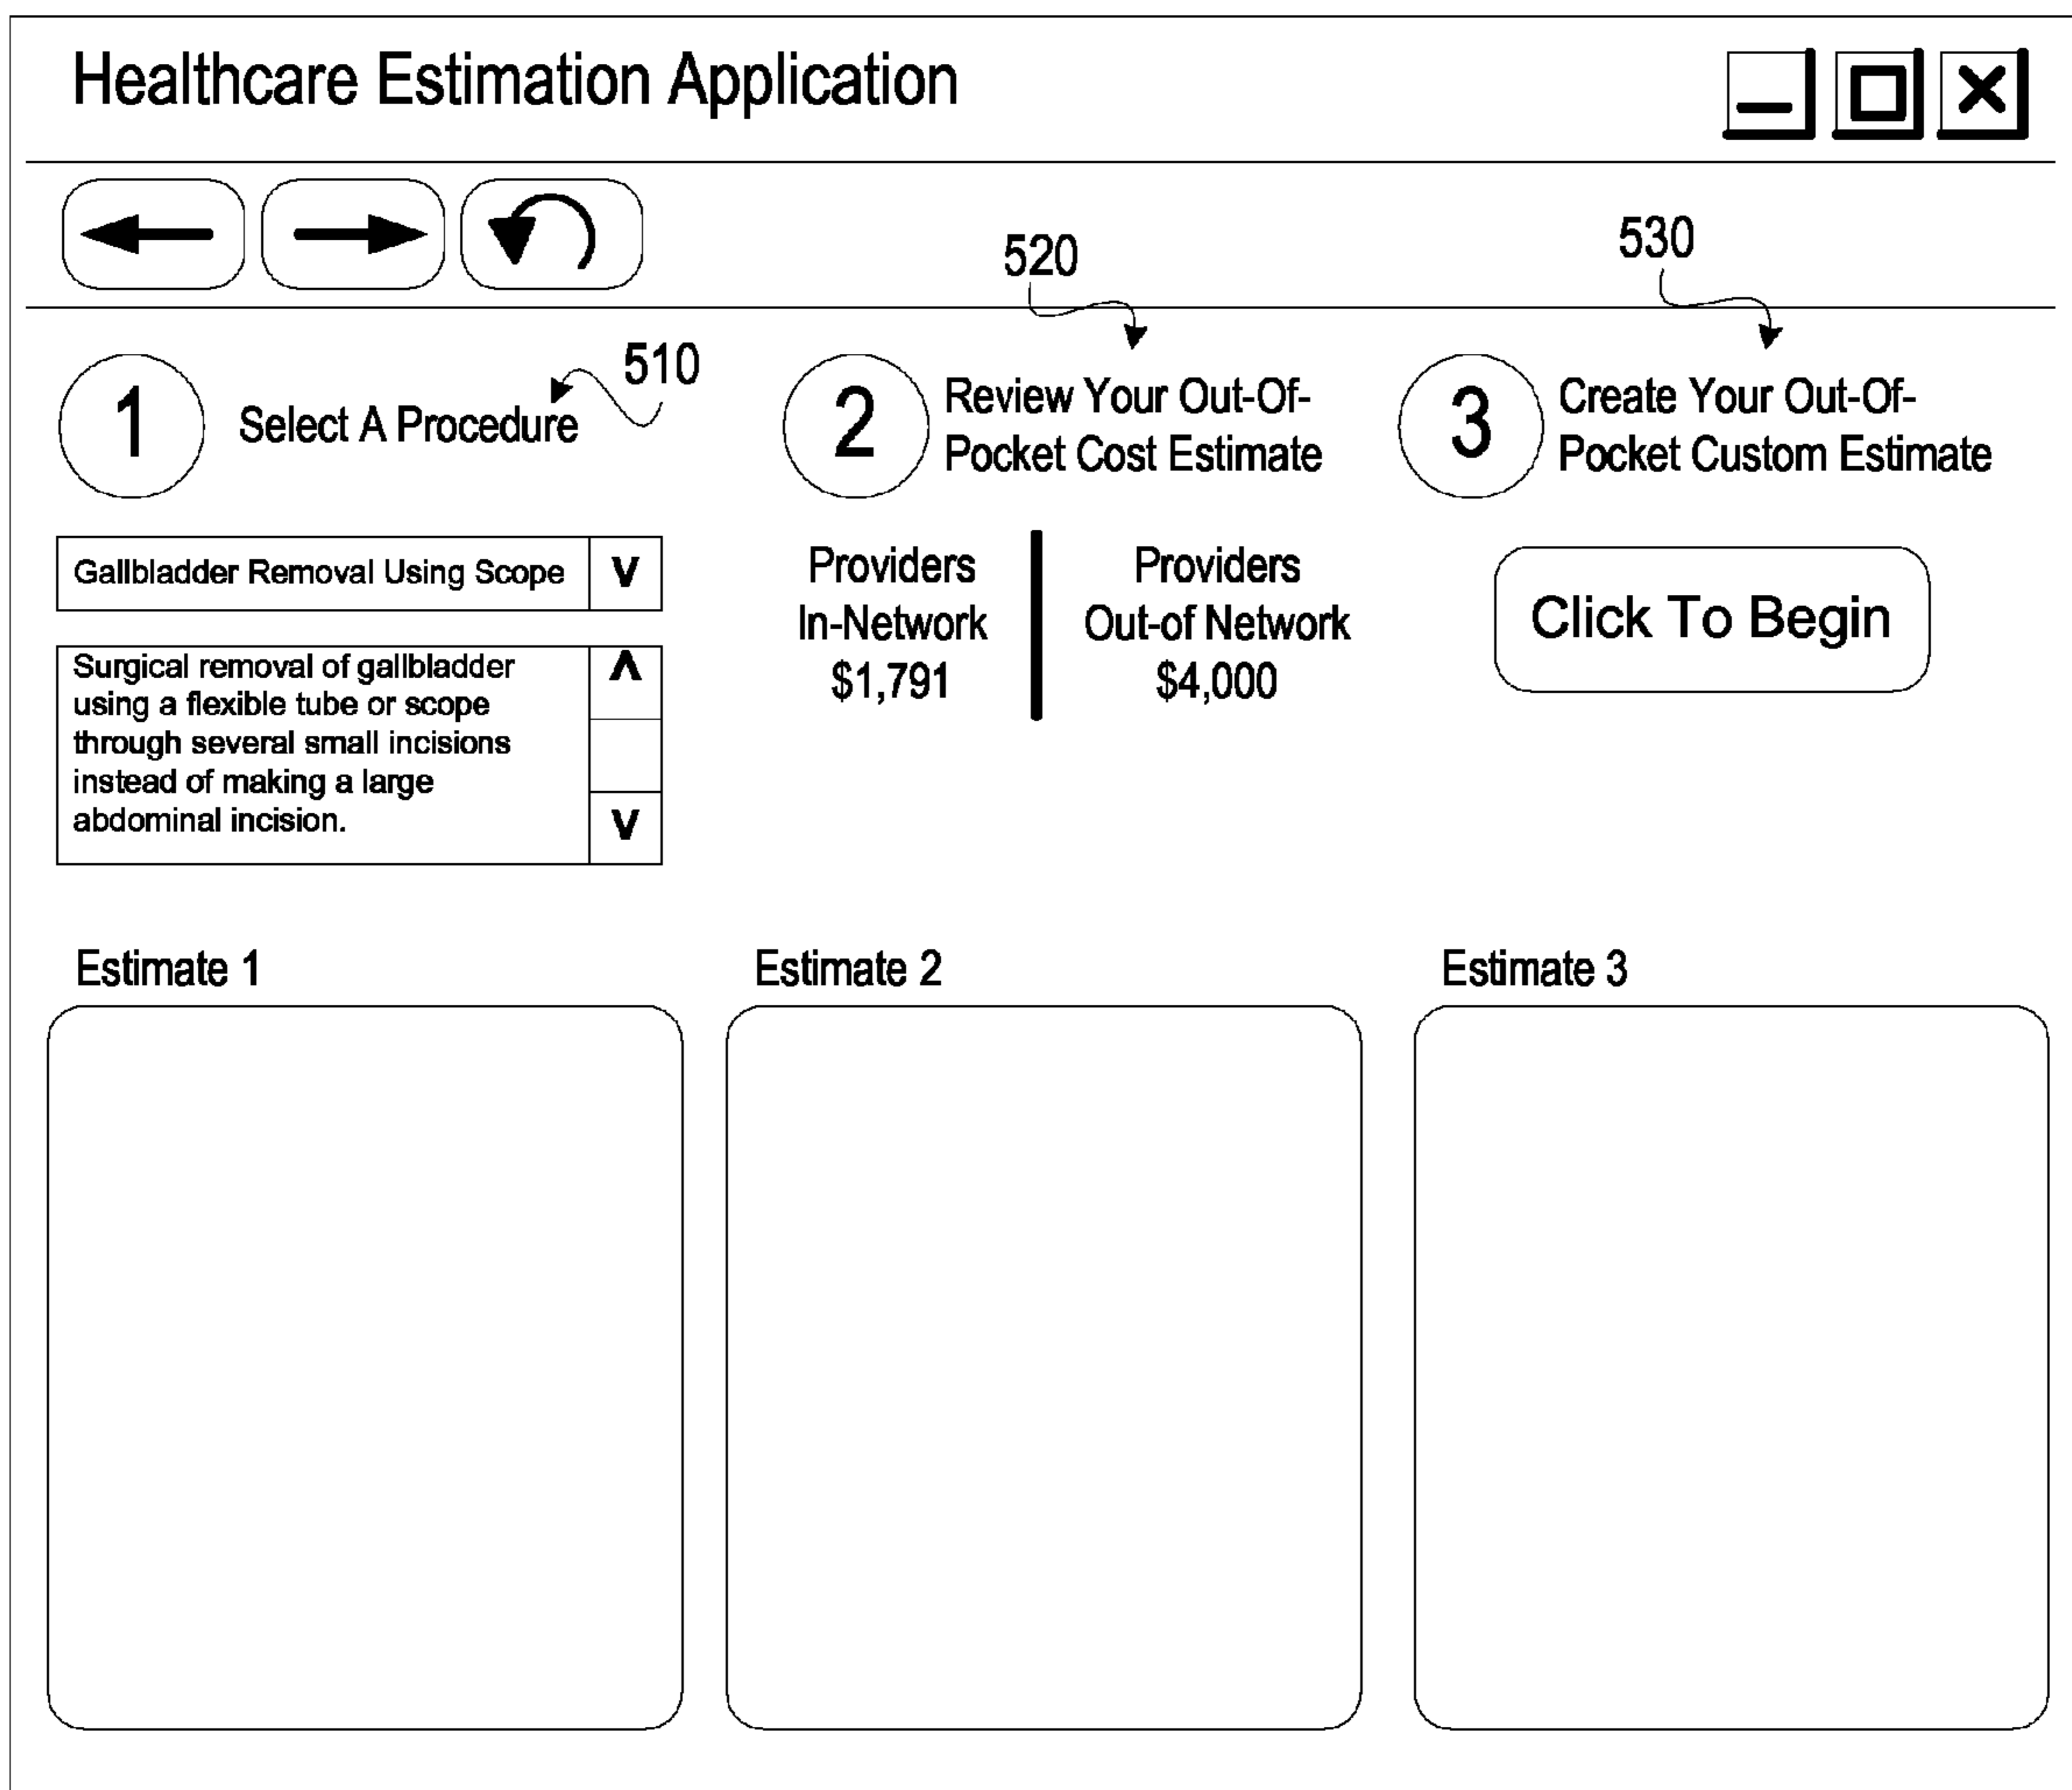 Healthcare Estimation Application
520
530
510
1
Select A Procedure
2
Review Your Out-Of-
Pocket Cost Estimate
3
Create Your Out-Of-
Pocket Custom Estimate
Gallbladder Removal Using Scope
V
Surgical removal of gallbladder
using a flexible tube or scope
through several small incisions
instead of making a large
abdominal incision.
Λ
V
Providers
In-Network
$1,791
Providers
Out-of Network
$4,000
Click To Begin
Estimate 1
Estimate 2
Estimate 3